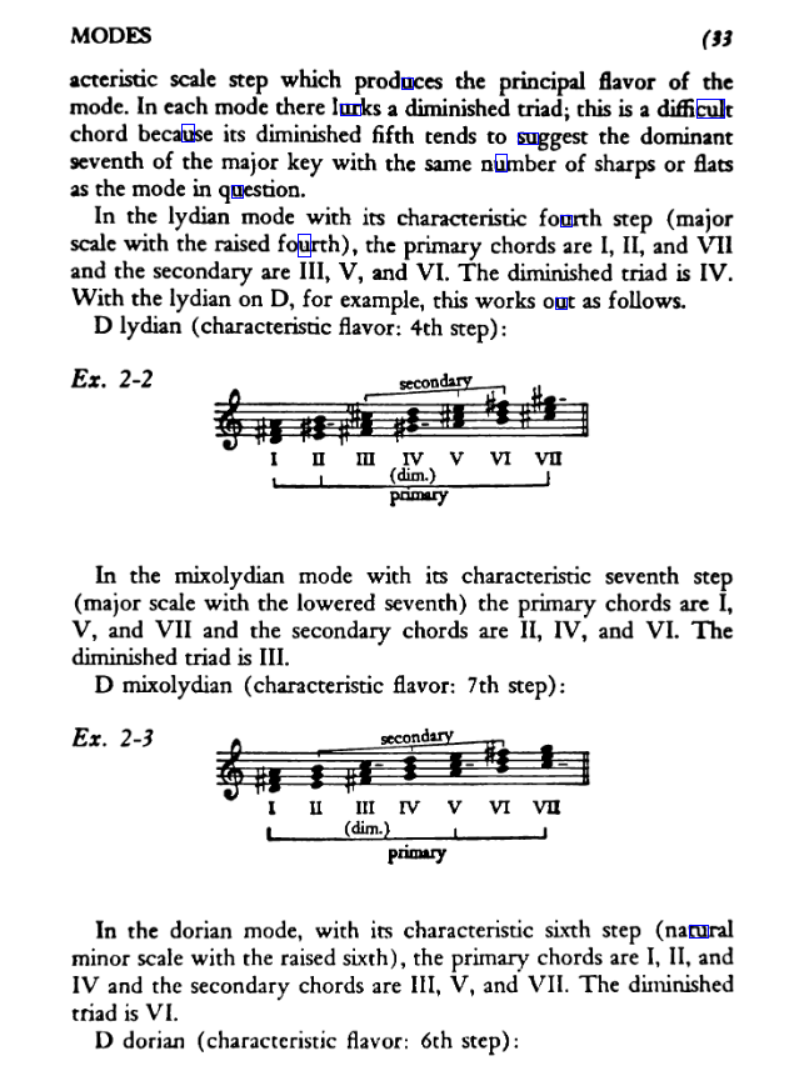 MODES (33
acteristic scale step which produces the principal flavor of the
mode. In each mode there lurks a diminished triad; this is a difficult
chord because its diminished fifth tends to suggest the dominant
seventh of the major key with the same number of sharps or flats
as the mode in question.
In the lydian mode with its characteristic fourth step (major
scale with the raised fourth), the primary chords are I, II, and VII
and the secondary are III, V, and VI. The diminished triad is IV.
With the lydian on D, for example, this works out as follows.
D lydian (characteristic flavor: 4th step):
Ex. 2-2
secondary
I II III IV V VI VII
(dim.)
primary
In the mixolydian mode with its characteristic seventh step
(major scale with the lowered seventh) the primary chords are I,
V, and VII and the secondary chords are II, IV, and VI. The
diminished triad is III.
D mixolydian (characteristic flavor: 7th step):
Ex. 2-3
secondary
I II III IV V VI VII
(dim.)
primary
In the dorian mode, with its characteristic sixth step (natural
minor scale with the raised sixth), the primary chords are I, II, and
IV and the secondary chords are III, V, and VII. The diminished
triad is VI.
D dorian (characteristic flavor: 6th step):